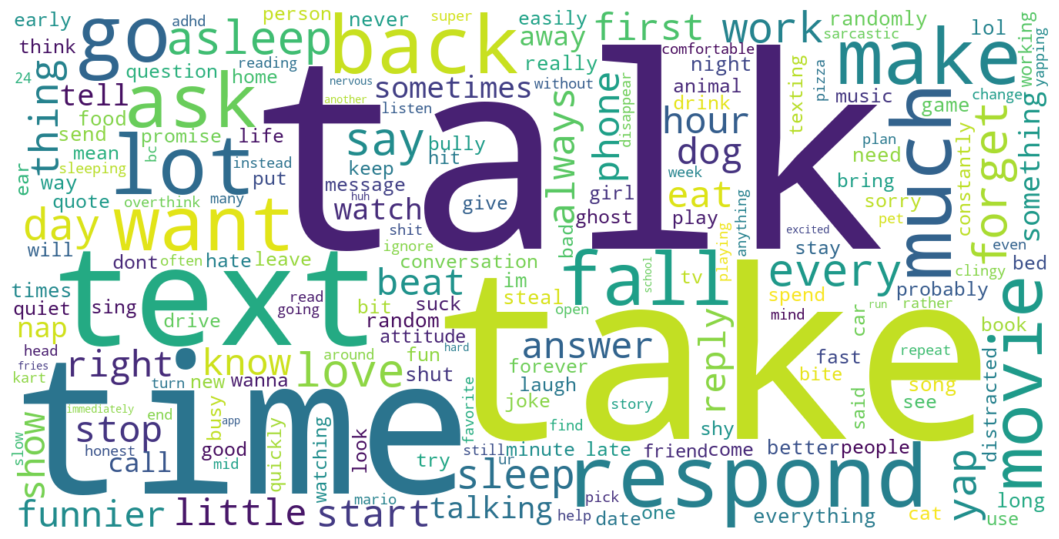 early
adhd
person
never
easily
super
first
work
randomly
lol
think
go
asleep
back
away
sarcastic
make
working
yapping
24
thing
question
reading
nervous
comfortable
night
really
texting
pizza
tell
ask
home
sometimes
another
listen
without
always
phone
disappear
animal
music
game
change
food
send
promise
life
say
bully
hit
hour
drink
dog
much
forget
constantly
something
mean
bc
sleeping
instead
keep
talk
plan
need
ear
way
lot
put
message
give
girl
week
eat
bring
quote
overthink
many
huh
watch
bad
ghost
play
anything
sorry
pet
day
want
shit
ignore
playing
stay
excited
even
will
dont
often
hate
leave
conversation
fall
school
tv
every
probably
clingy
bed
times
text
read
going
beat
im
steal
open
spend
mind
car
run
rather
movie
quiet
sing
suck
bit
random
attitude
take
book
nap
drive
hard
answer
reply
fast
song
repeat
head
right
know
around
fun
forever
bite
said
see
distracted
fries
kart
turn
new
wanna
love
shut
laugh
joke
story
shy
immediately
time
app
busy
look
favorite
find
slow
show
stop
end
honest
call
good
mid
quickly
watching
try
still
ur
minute
late
friend
come
better
people
yap
long
use
sleep
respond
mario
pick
funnier
little
start
talking
help
date
one
everything
cat